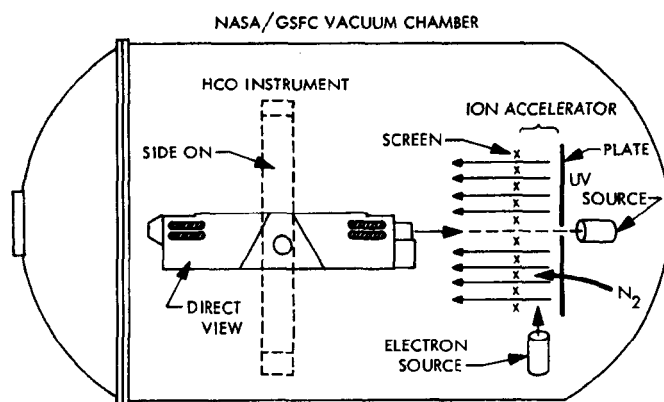 NASA/GSFC VACUUM CHAMBER
HCO INSTRUMENT
ION ACCELERATOR
SCREEN
PLATE
SIDE ON
UV
SOURCE
DIRECT
VIEW
N2
ELECTRON
SOURCE